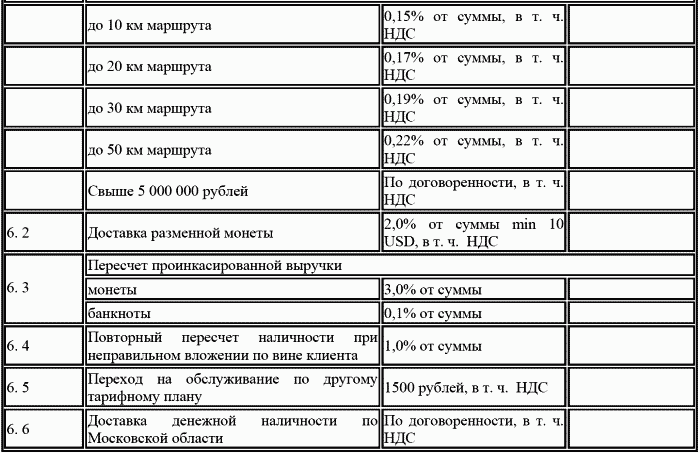 до 10 км маршрута
0,15% от суммы, в т. ч.
НДС
до 20 км маршрута
0,17% от суммы, в т. ч.
НДС
до 30 км маршрута
0,19% от суммы, в т. ч.
НДС
до 50 км маршрута
0,22% от суммы, в т. ч.
НДС
Свыше 5 000 000 рублей
По договоренности, в т. ч.
НДС
6. 2
Доставка разменной монеты
2,0% от суммы min 10
USD, в т. ч. НДС
6. 3
Пересчет проинкасированной выручки
монеты
3,0% от суммы
банкноты
0,1% от суммы
6. 4
Повторный пересчет наличности при
неправильном вложении по вине клиента
1,0% от суммы
6. 5
Переход на обслуживание по другому
тарифному плану
1500 рублей, в т. ч. НДС
6. 6
Доставка денежной наличности по
Московской области
По договоренности, в т. ч.
НДС